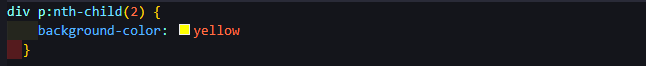 div p:nth-child(2) {
    background-color: yellow
  }